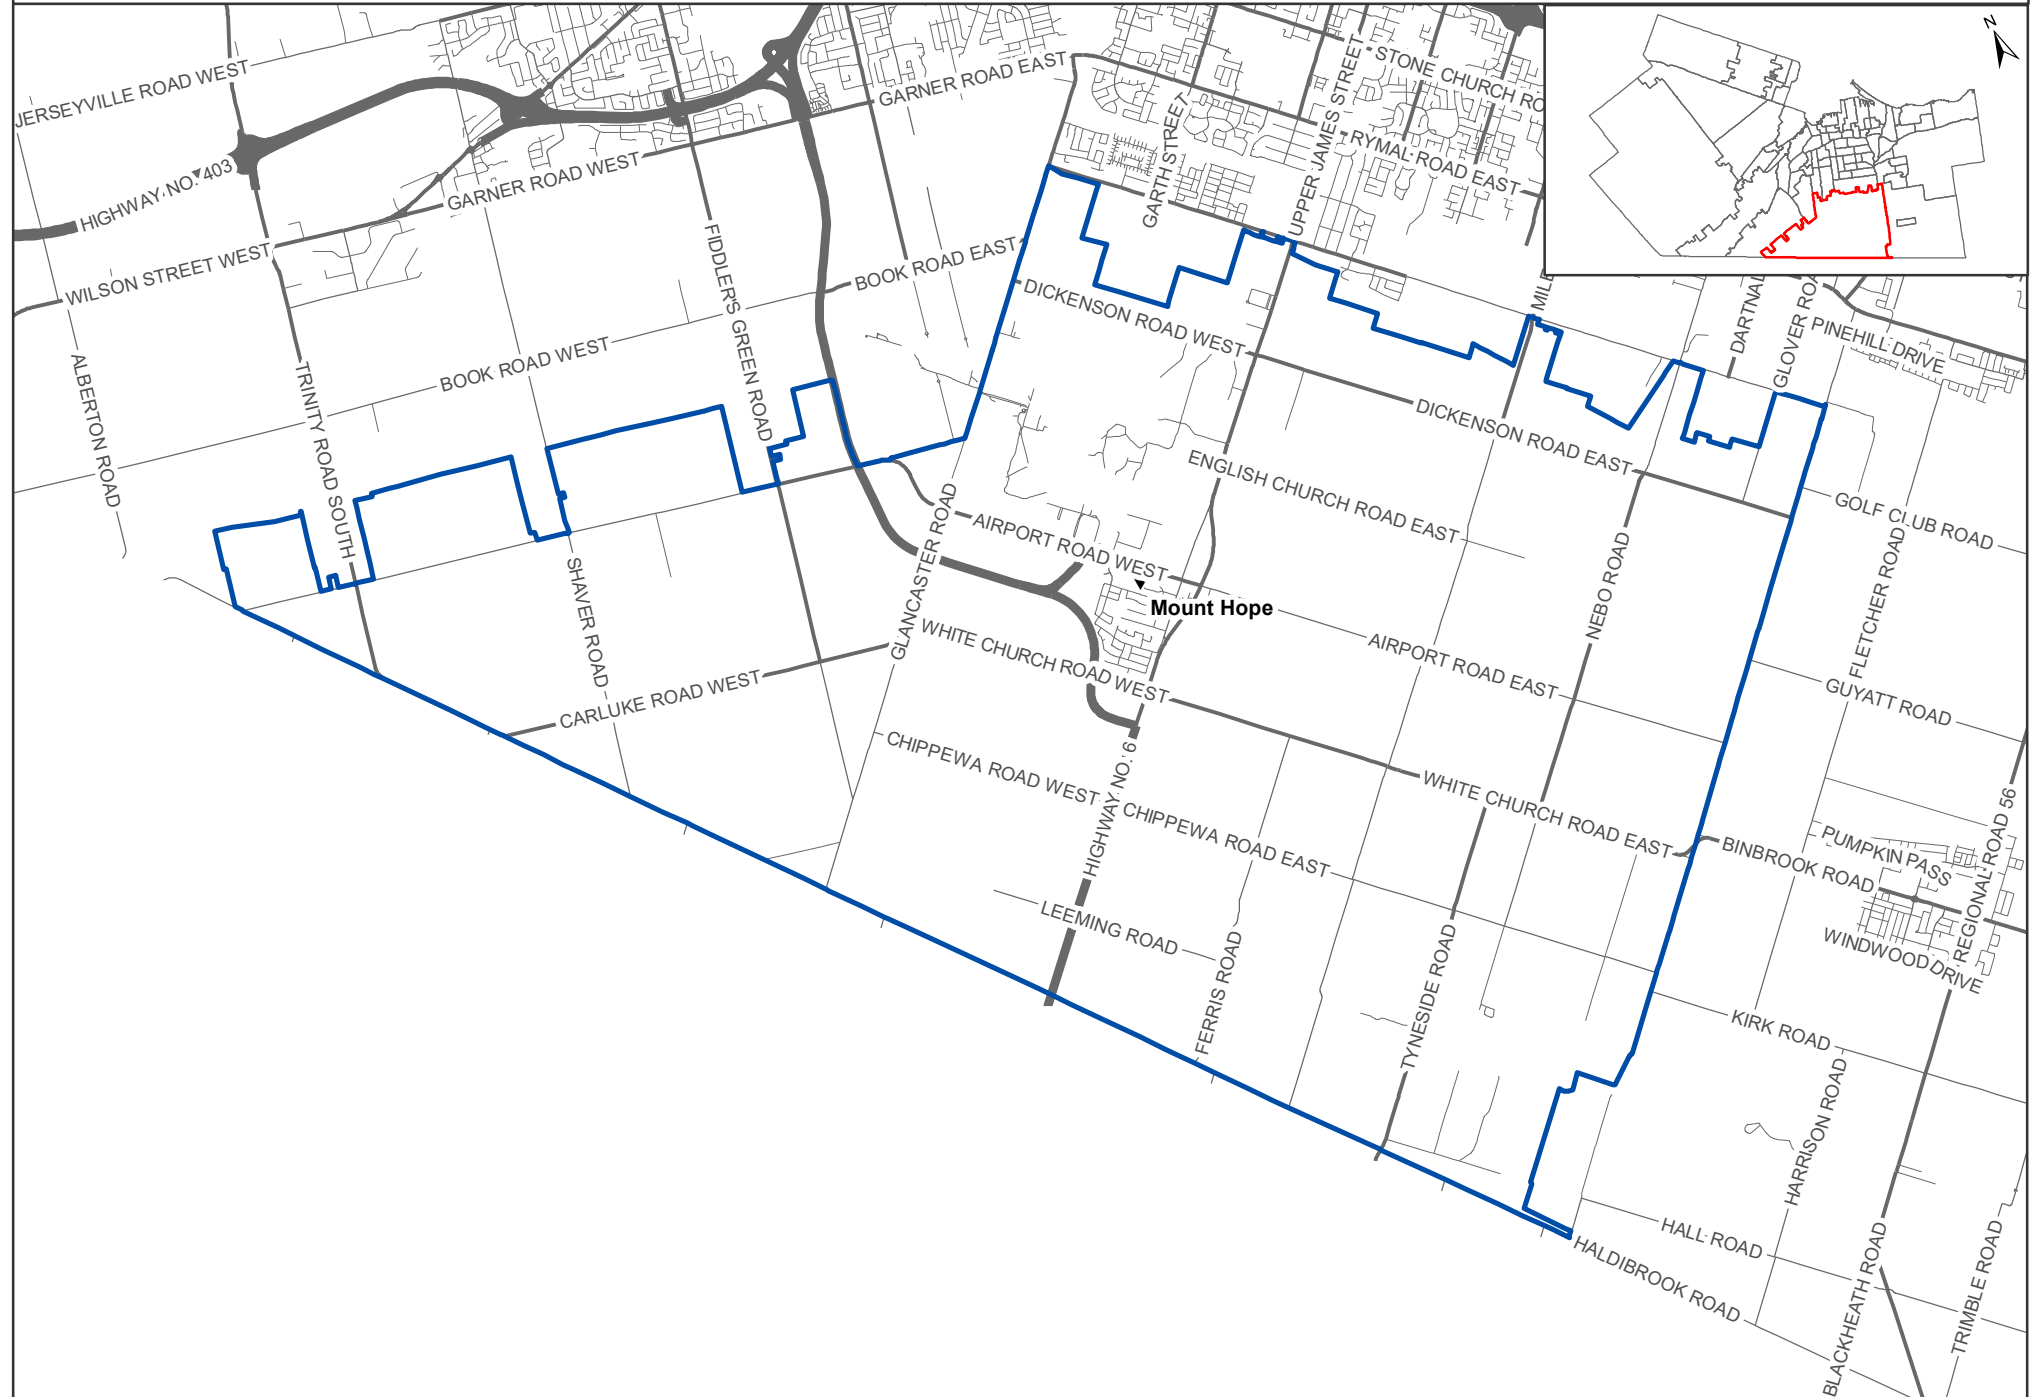 N
JERSEYVILLE ROAD WEST
GARNER ROAD EAST
STONE CHURCH RO
HIGHWAY NO. 403
GARNER ROAD WEST
GARTH STREET
UPPER JAMES STREET
RYMAL ROAD EAST
WILSON STREET WEST
FIDDLER'S GREEN ROAD
BOOK ROAD EAST
DICKENSON ROAD WEST
MIL
DARTNAL
GLOVER ROA
PINEHILL DRIVE
ALBERTON ROAD
TRINITY ROAD SOUTH
BOOK ROAD WEST
DICKENSON ROAD EAST
ENGLISH CHURCH ROAD EAST
GOLF CLUB ROAD
SHAVER ROAD
GLANCASTER ROAD
AIRPORT ROAD WEST
Mount Hope
NEBO ROAD
FLETCHER ROAD
WHITE CHURCH ROAD WEST
AIRPORT ROAD EAST
GUYATT ROAD
CARLUKE ROAD WEST
CHIPPEWA ROAD WEST
HIGHWAY NO. 6
CHIPPEWA ROAD EAST
WHITE CHURCH ROAD EAST
BINBROOK ROAD
PUMPKIN PASS
REGIONAL ROAD 56
LEEMING ROAD
FERRIS ROAD
TYNESIDE ROAD
WINDWOOD DRIVE
KIRK ROAD
HARRISON ROAD
HALL ROAD
HALDIBROOK ROAD
BLACKHEATH ROAD
TRIMBLE ROAD